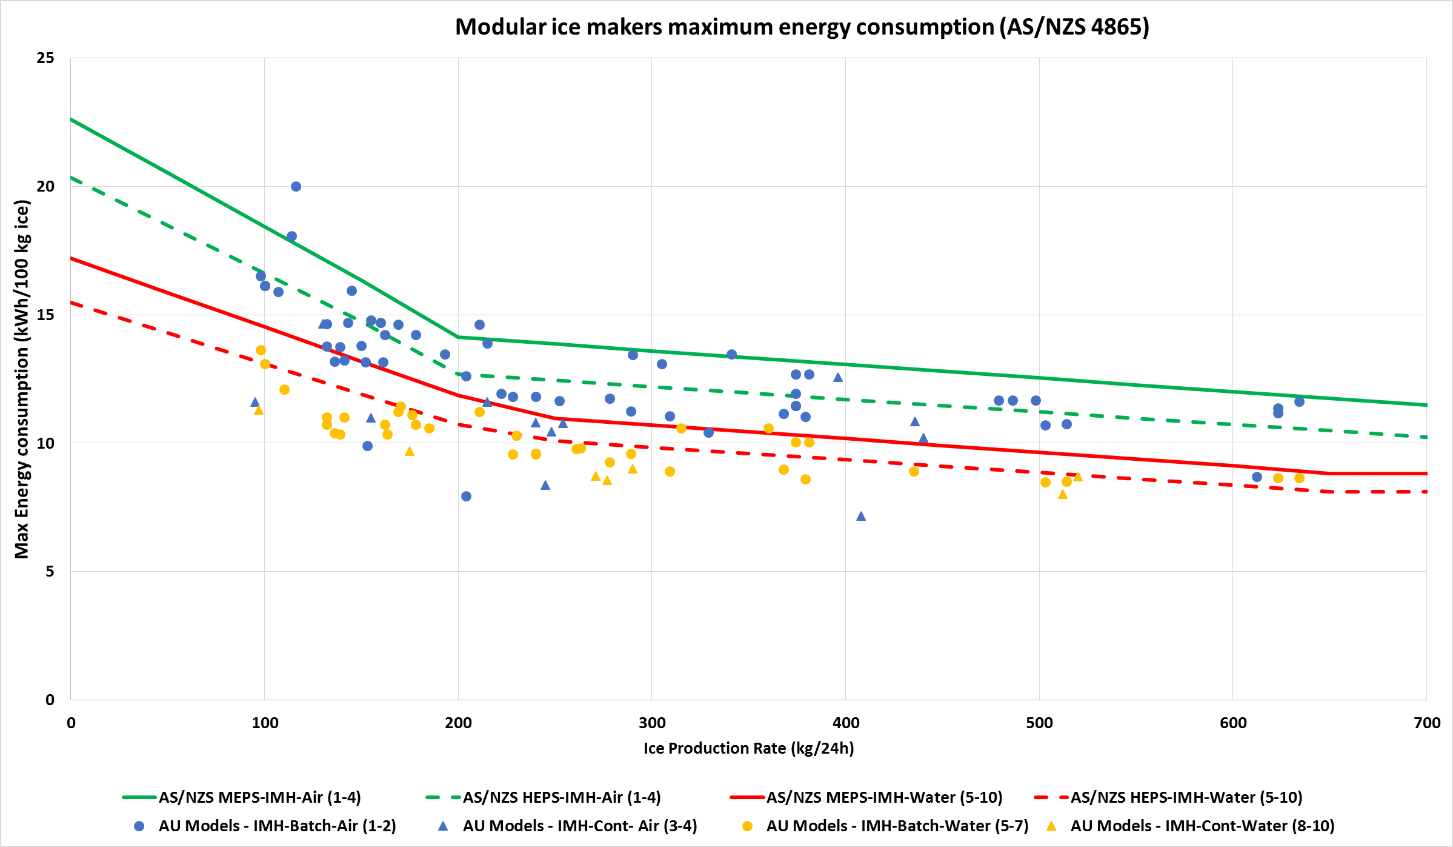 Modular ice makers maximum energy consumption (AS/NZS 4865)
25
20
15
10
5
0
Max Energy consumption (kWh/100 kg ice)
0 100 200 300 400 500 600 700
Ice Production Rate (kg/24h)
AS/NZS MEPS-IMH-Air (1-4) AS/NZS HEPS-IMH-Air (1-4) AS/NZS MEPS-IMH-Water (5-10) AS/NZS HEPS-IMH-Water (5-10)
AU Models - IMH-Batch-Air (1-2) AU Models - IMH-Cont- Air (3-4) AU Models - IMH-Batch-Water (5-7) AU Models - IMH-Cont-Water (8-10)